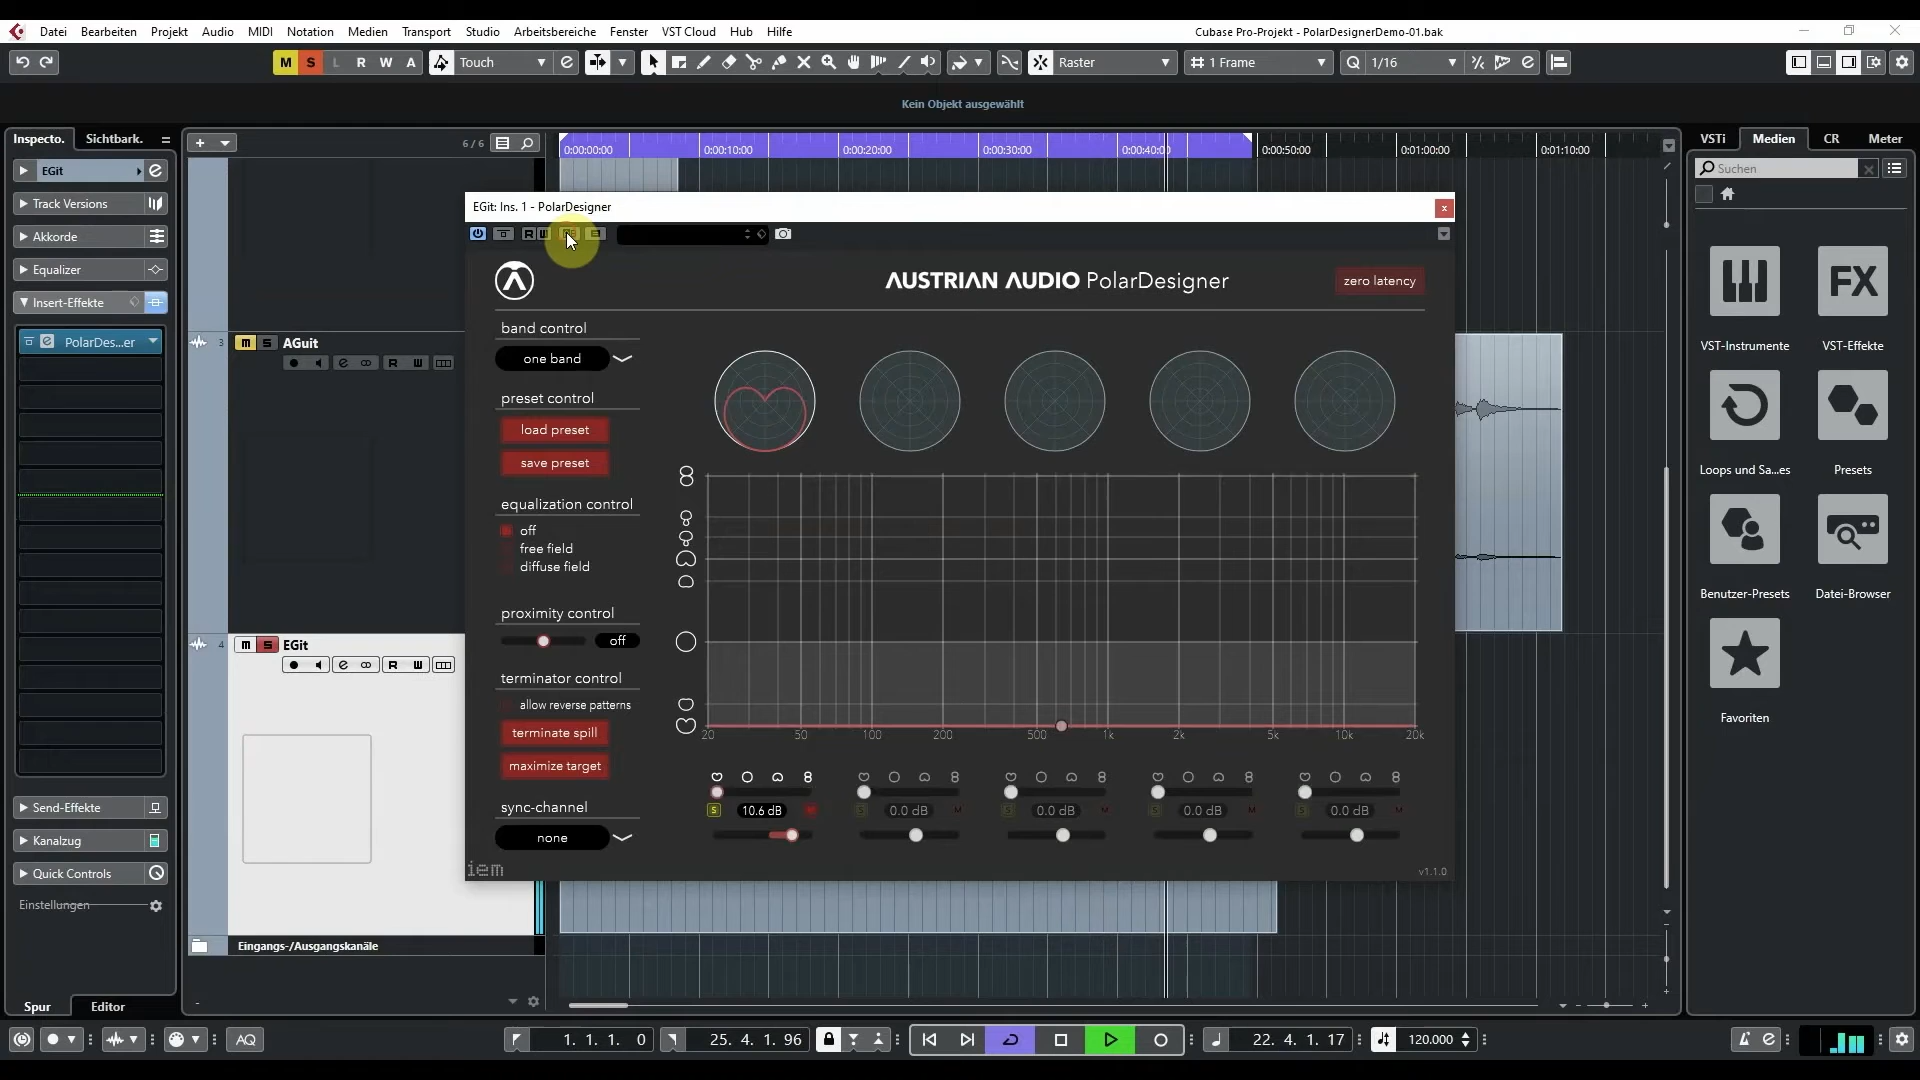 Datei Bearbeiten Projekt Audio MIDI Notation Medien Transport Studio Arbeitsbereiche Fenster VST Cloud Hub Hilfe Cubase Pro-Projekt - PolarDesignerDemo-01.bak
M S L R W A Touch Raster 1 Frame Q 1/16
Kein Objekt ausgewählt
Inspecto. Sichtbark. 6 / 6 VSTi Medien CR Meter
0:00:00:00 0:00:10:00 0:00:20:00 0:00:30:00 0:00:40:0 0:00:50:00 0:01:00:00 0:01:10:00
EGit
Suchen
Track Versions
Akkorde
Equalizer
Insert-Effekte
PolarDes...er
EGit: Ins. 1 - PolarDesigner
R W
AUSTRIAN AUDIO PolarDesigner
zero latency
band control
one band
preset control
load preset
save preset
equalization control
off
free field
diffuse field
proximity control
off
terminator control
allow reverse patterns
terminate spill
maximize target
sync-channel
none
iem
20 50 100 200 500 1k 2k 5k 10k 20k
S 10.6 dB M S 0.0 dB M S 0.0 dB M S 0.0 dB M S 0.0 dB M
v1.1.0
3 m S AGuit
R W
4 m S EGit
R W
Eingangs-/Ausgangskanäle
VST-Instrumente
FX
VST-Effekte
Loops und Sa...es
Presets
Benutzer-Presets
Datei-Browser
Favoriten
Send-Effekte
Kanalzug
Quick Controls
Einstellungen
Spur Editor
AQ 1. 1. 1. 0 25. 4. 1. 96 22. 4. 1. 17 120.000